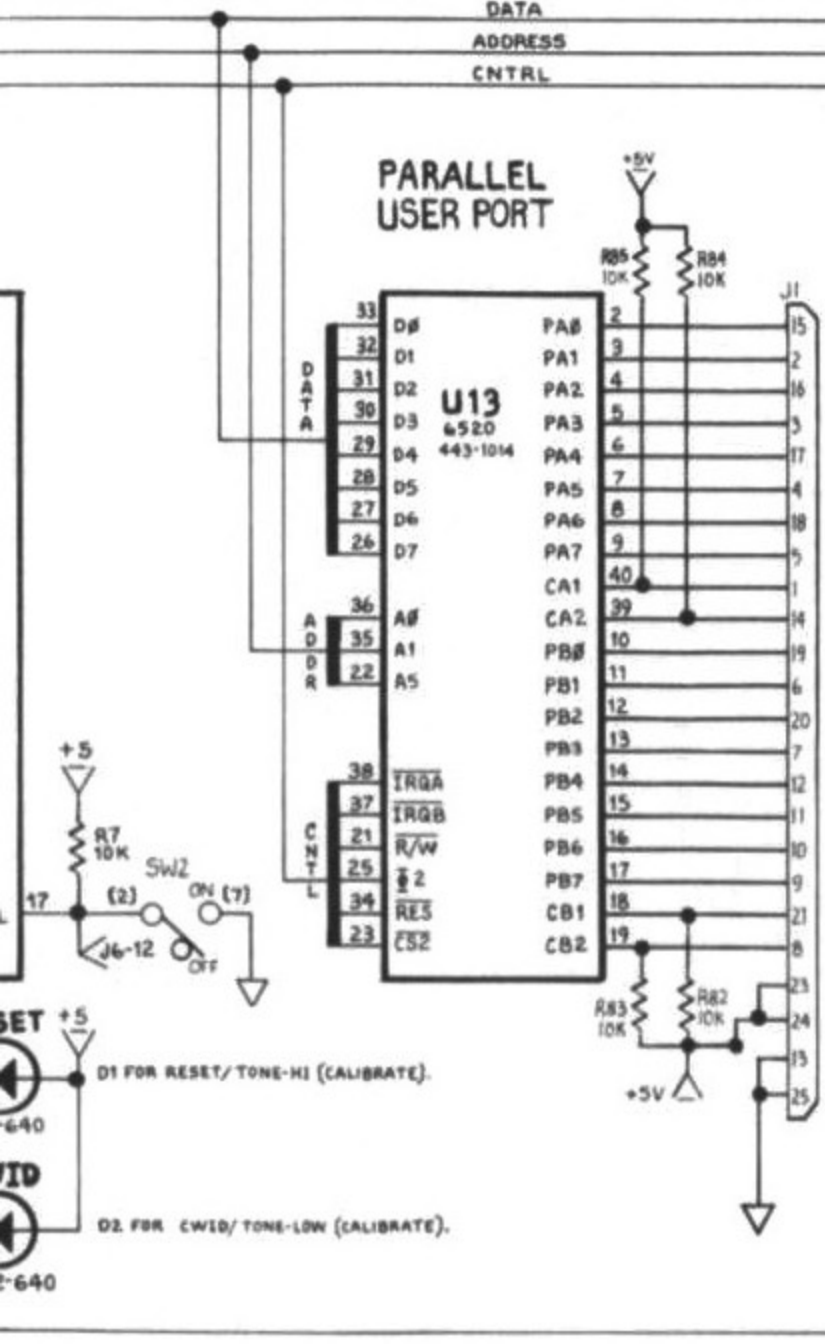 DATA
ADDRESS
CNTRL
PARALLEL
USER PORT
+5V
R85
10K
R84
10K
J1
U13
6520
443-1014
DATA
33 DØ
32 D1
31 D2
30 D3
29 D4
28 D5
27 D6
26 D7
ADDR
36 AØ
35 A1
22 A5
CNTL
38 IRQA
37 IRQB
21 R/W
25 Φ2
34 RES
23 CS2
PAØ 2 15
PA1 3 2
PA2 4 16
PA3 5 3
PA4 6 17
PA5 7 4
PA6 8 18
PA7 9 5
CA1 40 1
CA2 39 14
PBØ 10 19
PB1 11 6
PB2 12 20
PB3 13 7
PB4 14 12
PB5 15 11
PB6 16 10
PB7 17 9
CB1 18 21
CB2 19 8
23
24
13
25
R83
10K
R82
10K
+5V
+5
R7
10K
SW2
17
(2)
ON (7)
OFF
J6-12
SET
+5
D1 FOR RESET/TONE-HI (CALIBRATE).
-640
D2 FOR CWID/TONE-LOW (CALIBRATE).
-640